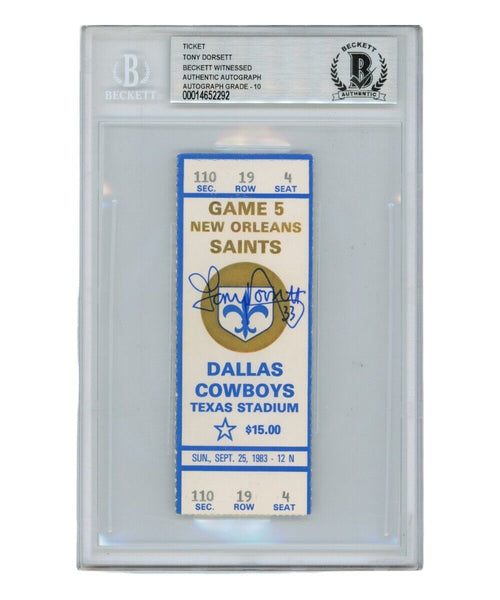 TICKET
TONY DORSETT
BECKETT WITNESSED
AUTHENTIC AUTOGRAPH
AUTOGRAPH GRADE - 10
00014652292
B
BECKETT
BECKETT
B
AUTHENTIC
110 19 4
SEC. ROW SEAT
GAME 5
NEW ORLEANS
SAINTS
Tony Dorsett
33
DALLAS
COWBOYS
TEXAS STADIUM
$15.00
SUN., SEPT. 25, 1983 - 12 N
110 19 4
SEC. ROW SEAT